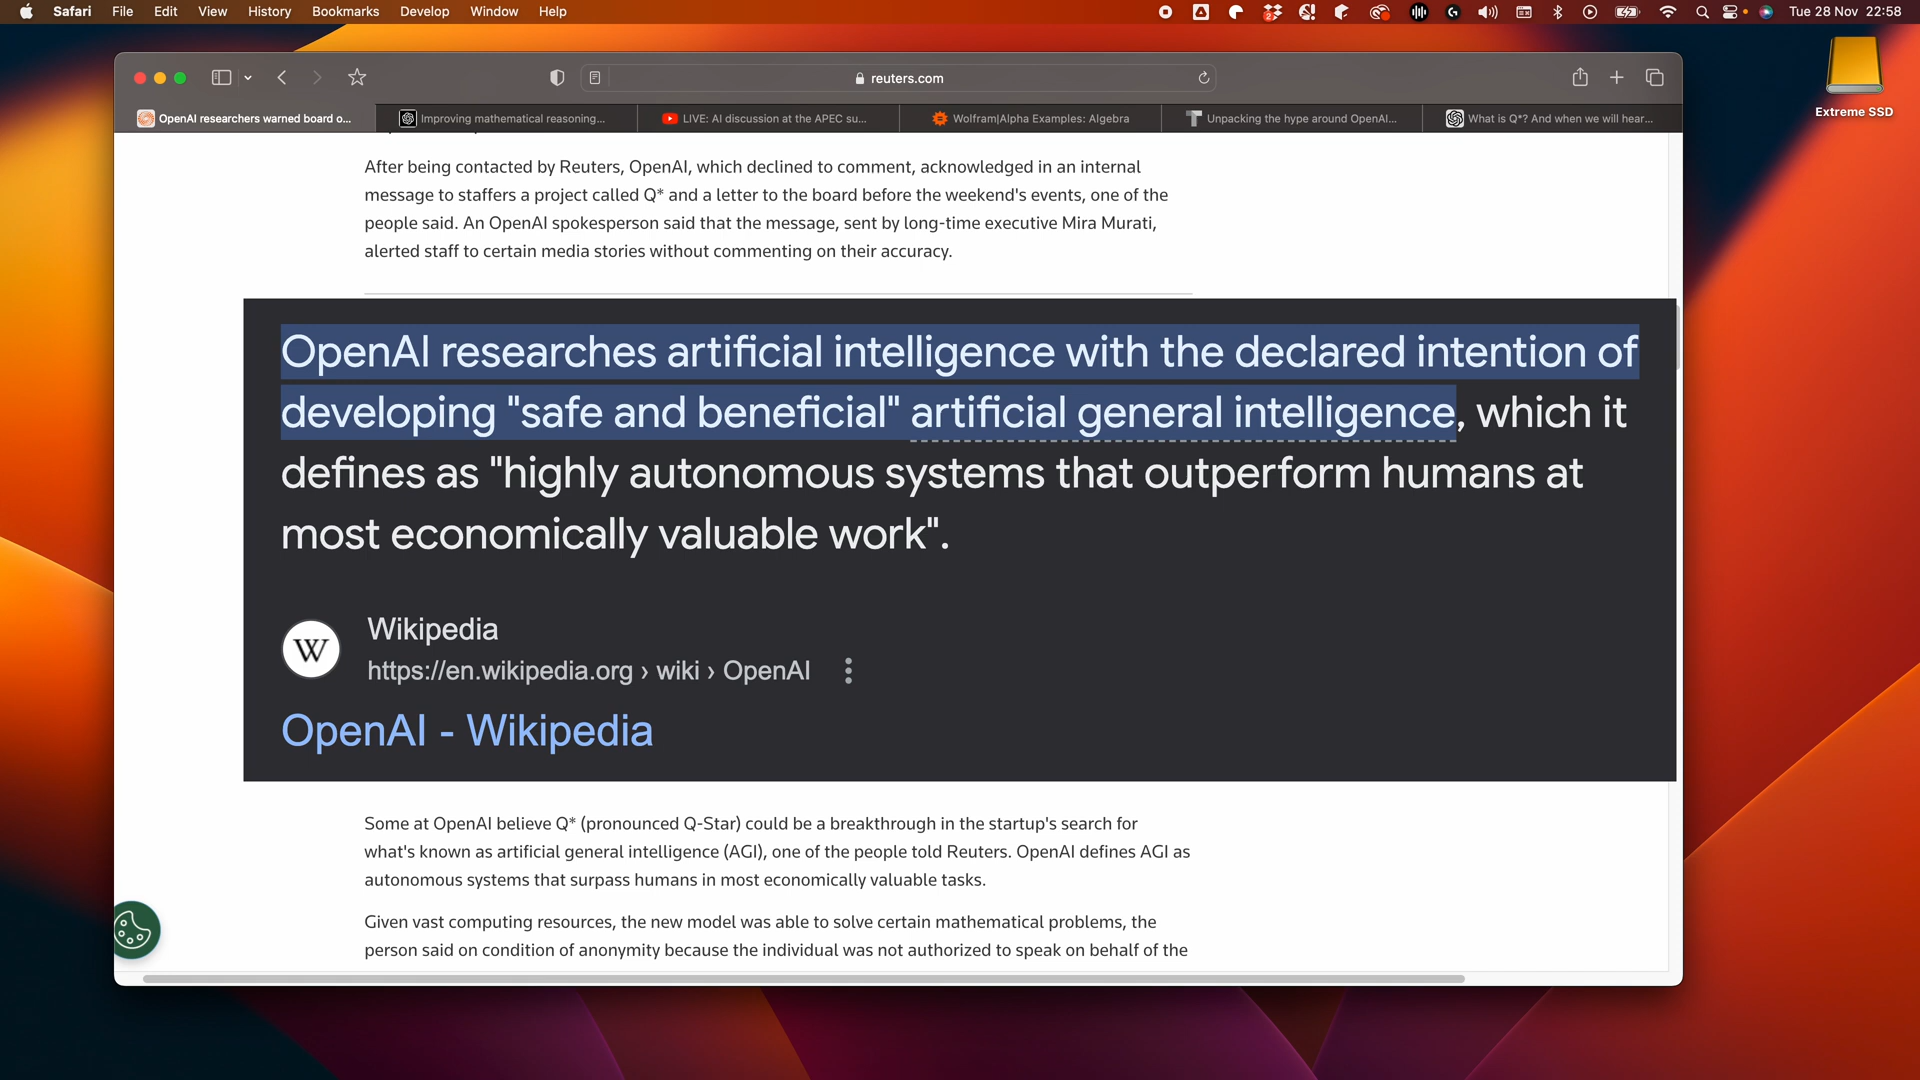 Safari File Edit View History Bookmarks Develop Window Help
2
Tue 28 Nov 22:58
Extreme SSD
reuters.com
OpenAI researchers warned board o...
Improving mathematical reasoning...
LIVE: AI discussion at the APEC su...
Wolfram|Alpha Examples: Algebra
Unpacking the hype around OpenAI...
What is Q*? And when we will hear...
After being contacted by Reuters, OpenAI, which declined to comment, acknowledged in an internal
message to staffers a project called Q* and a letter to the board before the weekend's events, one of the
people said. An OpenAI spokesperson said that the message, sent by long-time executive Mira Murati,
alerted staff to certain media stories without commenting on their accuracy.
OpenAI researches artificial intelligence with the declared intention of
developing "safe and beneficial" artificial general intelligence, which it
defines as "highly autonomous systems that outperform humans at
most economically valuable work".
W
Wikipedia
https://en.wikipedia.org › wiki › OpenAI
OpenAI - Wikipedia
Some at OpenAI believe Q* (pronounced Q-Star) could be a breakthrough in the startup's search for
what's known as artificial general intelligence (AGI), one of the people told Reuters. OpenAI defines AGI as
autonomous systems that surpass humans in most economically valuable tasks.
Given vast computing resources, the new model was able to solve certain mathematical problems, the
person said on condition of anonymity because the individual was not authorized to speak on behalf of the